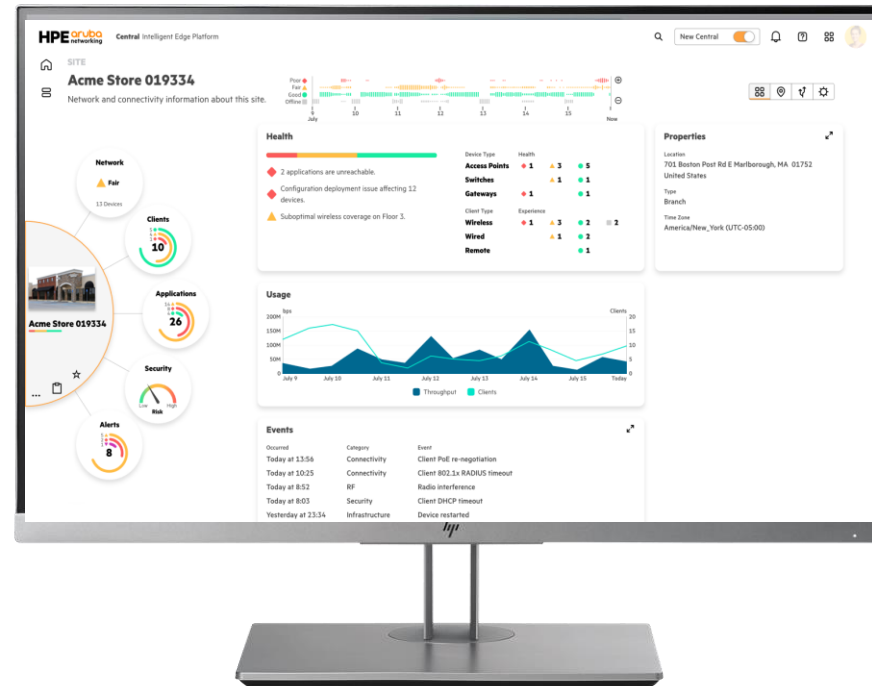 HPE aruba networking Central Intelligent Edge Platform New Central
SITE
Acme Store 019334
Network and connectivity information about this site.
Poor
Fair
Good
Offline
9 10 11 12 13 14 15
July Now
Network
Fair
13 Devices
Clients
10
Applications
26
Acme Store 019334
Security
Low High
Risk
Alerts
8
Health
2 applications are unreachable.
Configuration deployment issue affecting 12
devices.
Suboptimal wireless coverage on Floor 3.
Device Type Health
Access Points 1 3 5
Switches 1 1
Gateways 1 1
Client Type Experience
Wireless 1 3 2 2
Wired 1 2
Remote 1
Properties
Location
701 Boston Post Rd E Marlborough, MA 01752
United States
Type
Branch
Time Zone
America/New_York (UTC-05:00)
Usage
bps Clients
200M 20
150M 15
100M 10
50M 5
0 0
July 9 July 10 July 11 July 12 July 13 July 14 July 15 Today
Throughput Clients
Events
Occurred Category Event
Today at 13:56 Connectivity Client PoE re-negotiation
Today at 10:25 Connectivity Client 802.1x RADIUS timeout
Today at 8:52 RF Radio interference
Today at 8:03 Security Client DHCP timeout
Yesterday at 23:34 Infrastructure Device restarted
hp